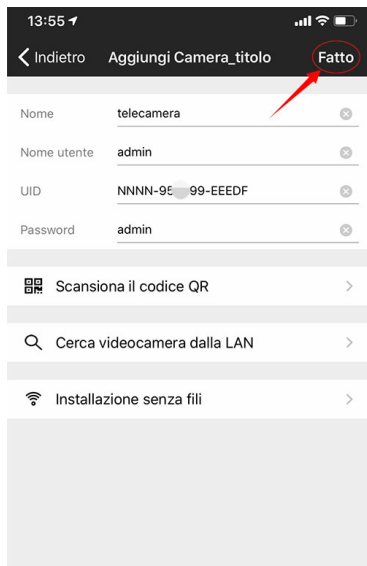 13:55
Indietro Aggiungi Camera_titolo Fatto
Nome telecamera
Nome utente admin
UID NNNN-95 99-EEEDF
Password admin
Scansiona il codice QR
Cerca videocamera dalla LAN
Installazione senza fili